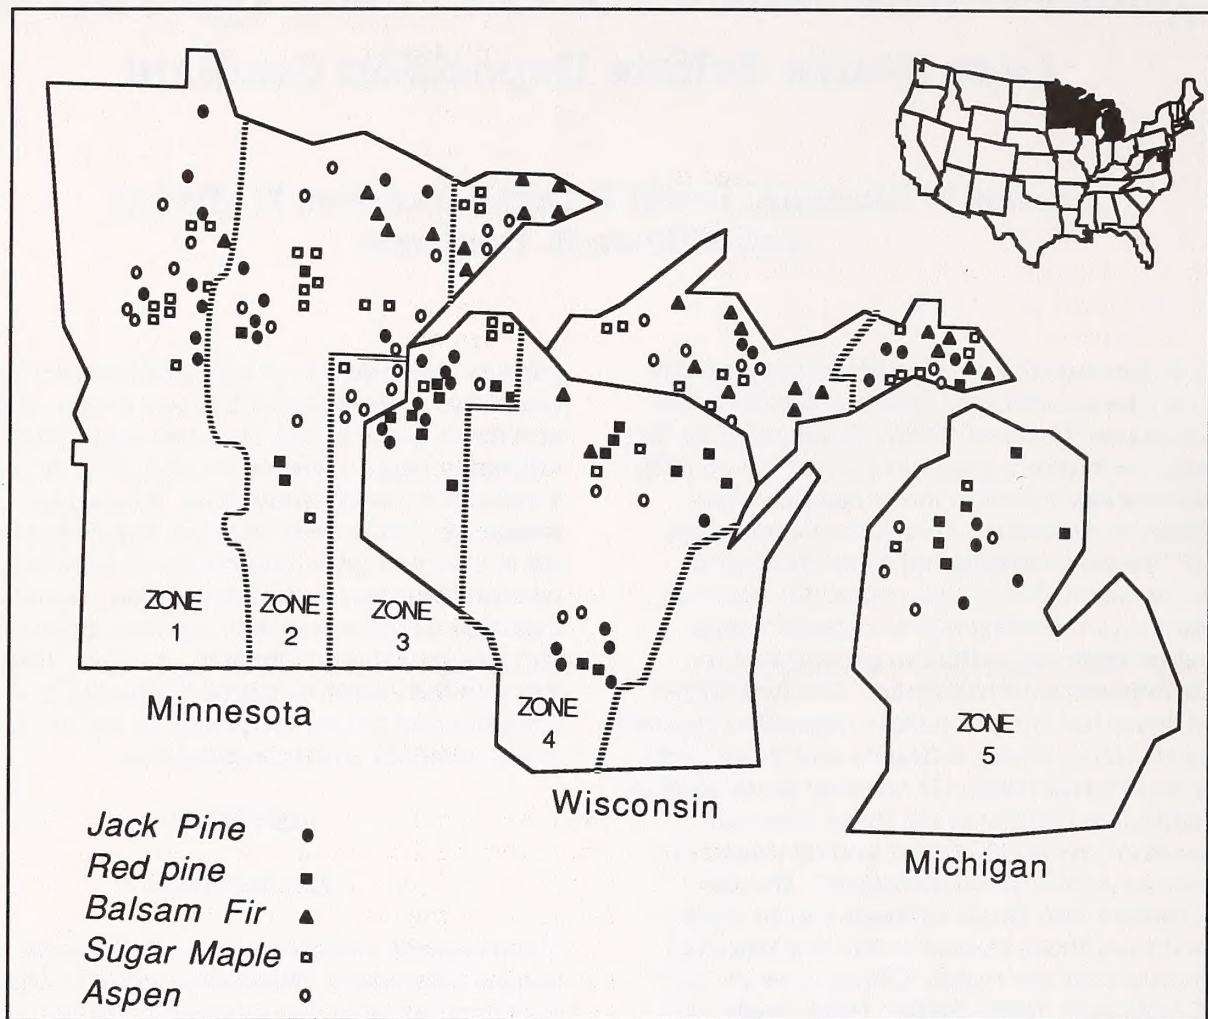 ZONE
1
ZONE
2
ZONE
3
ZONE
4
ZONE
5
Minnesota
Wisconsin
Michigan
Jack Pine
Red pine
Balsam Fir
Sugar Maple
Aspen